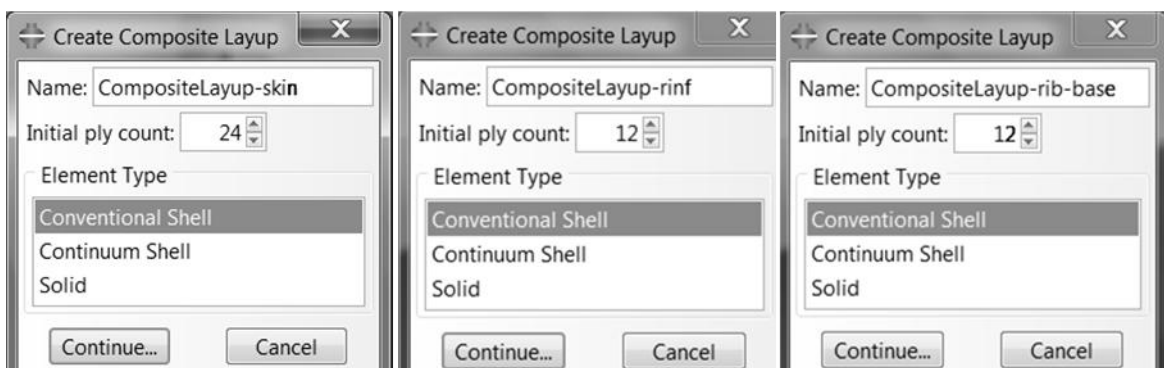 Create Composite Layup
Name: CompositeLayup-skin
Initial ply count: 24
Element Type
Conventional Shell
Continuum Shell
Solid
Continue... Cancel
Create Composite Layup
Name: CompositeLayup-rinf
Initial ply count: 12
Element Type
Conventional Shell
Continuum Shell
Solid
Continue... Cancel
Create Composite Layup
Name: CompositeLayup-rib-base
Initial ply count: 12
Element Type
Conventional Shell
Continuum Shell
Solid
Continue... Cancel